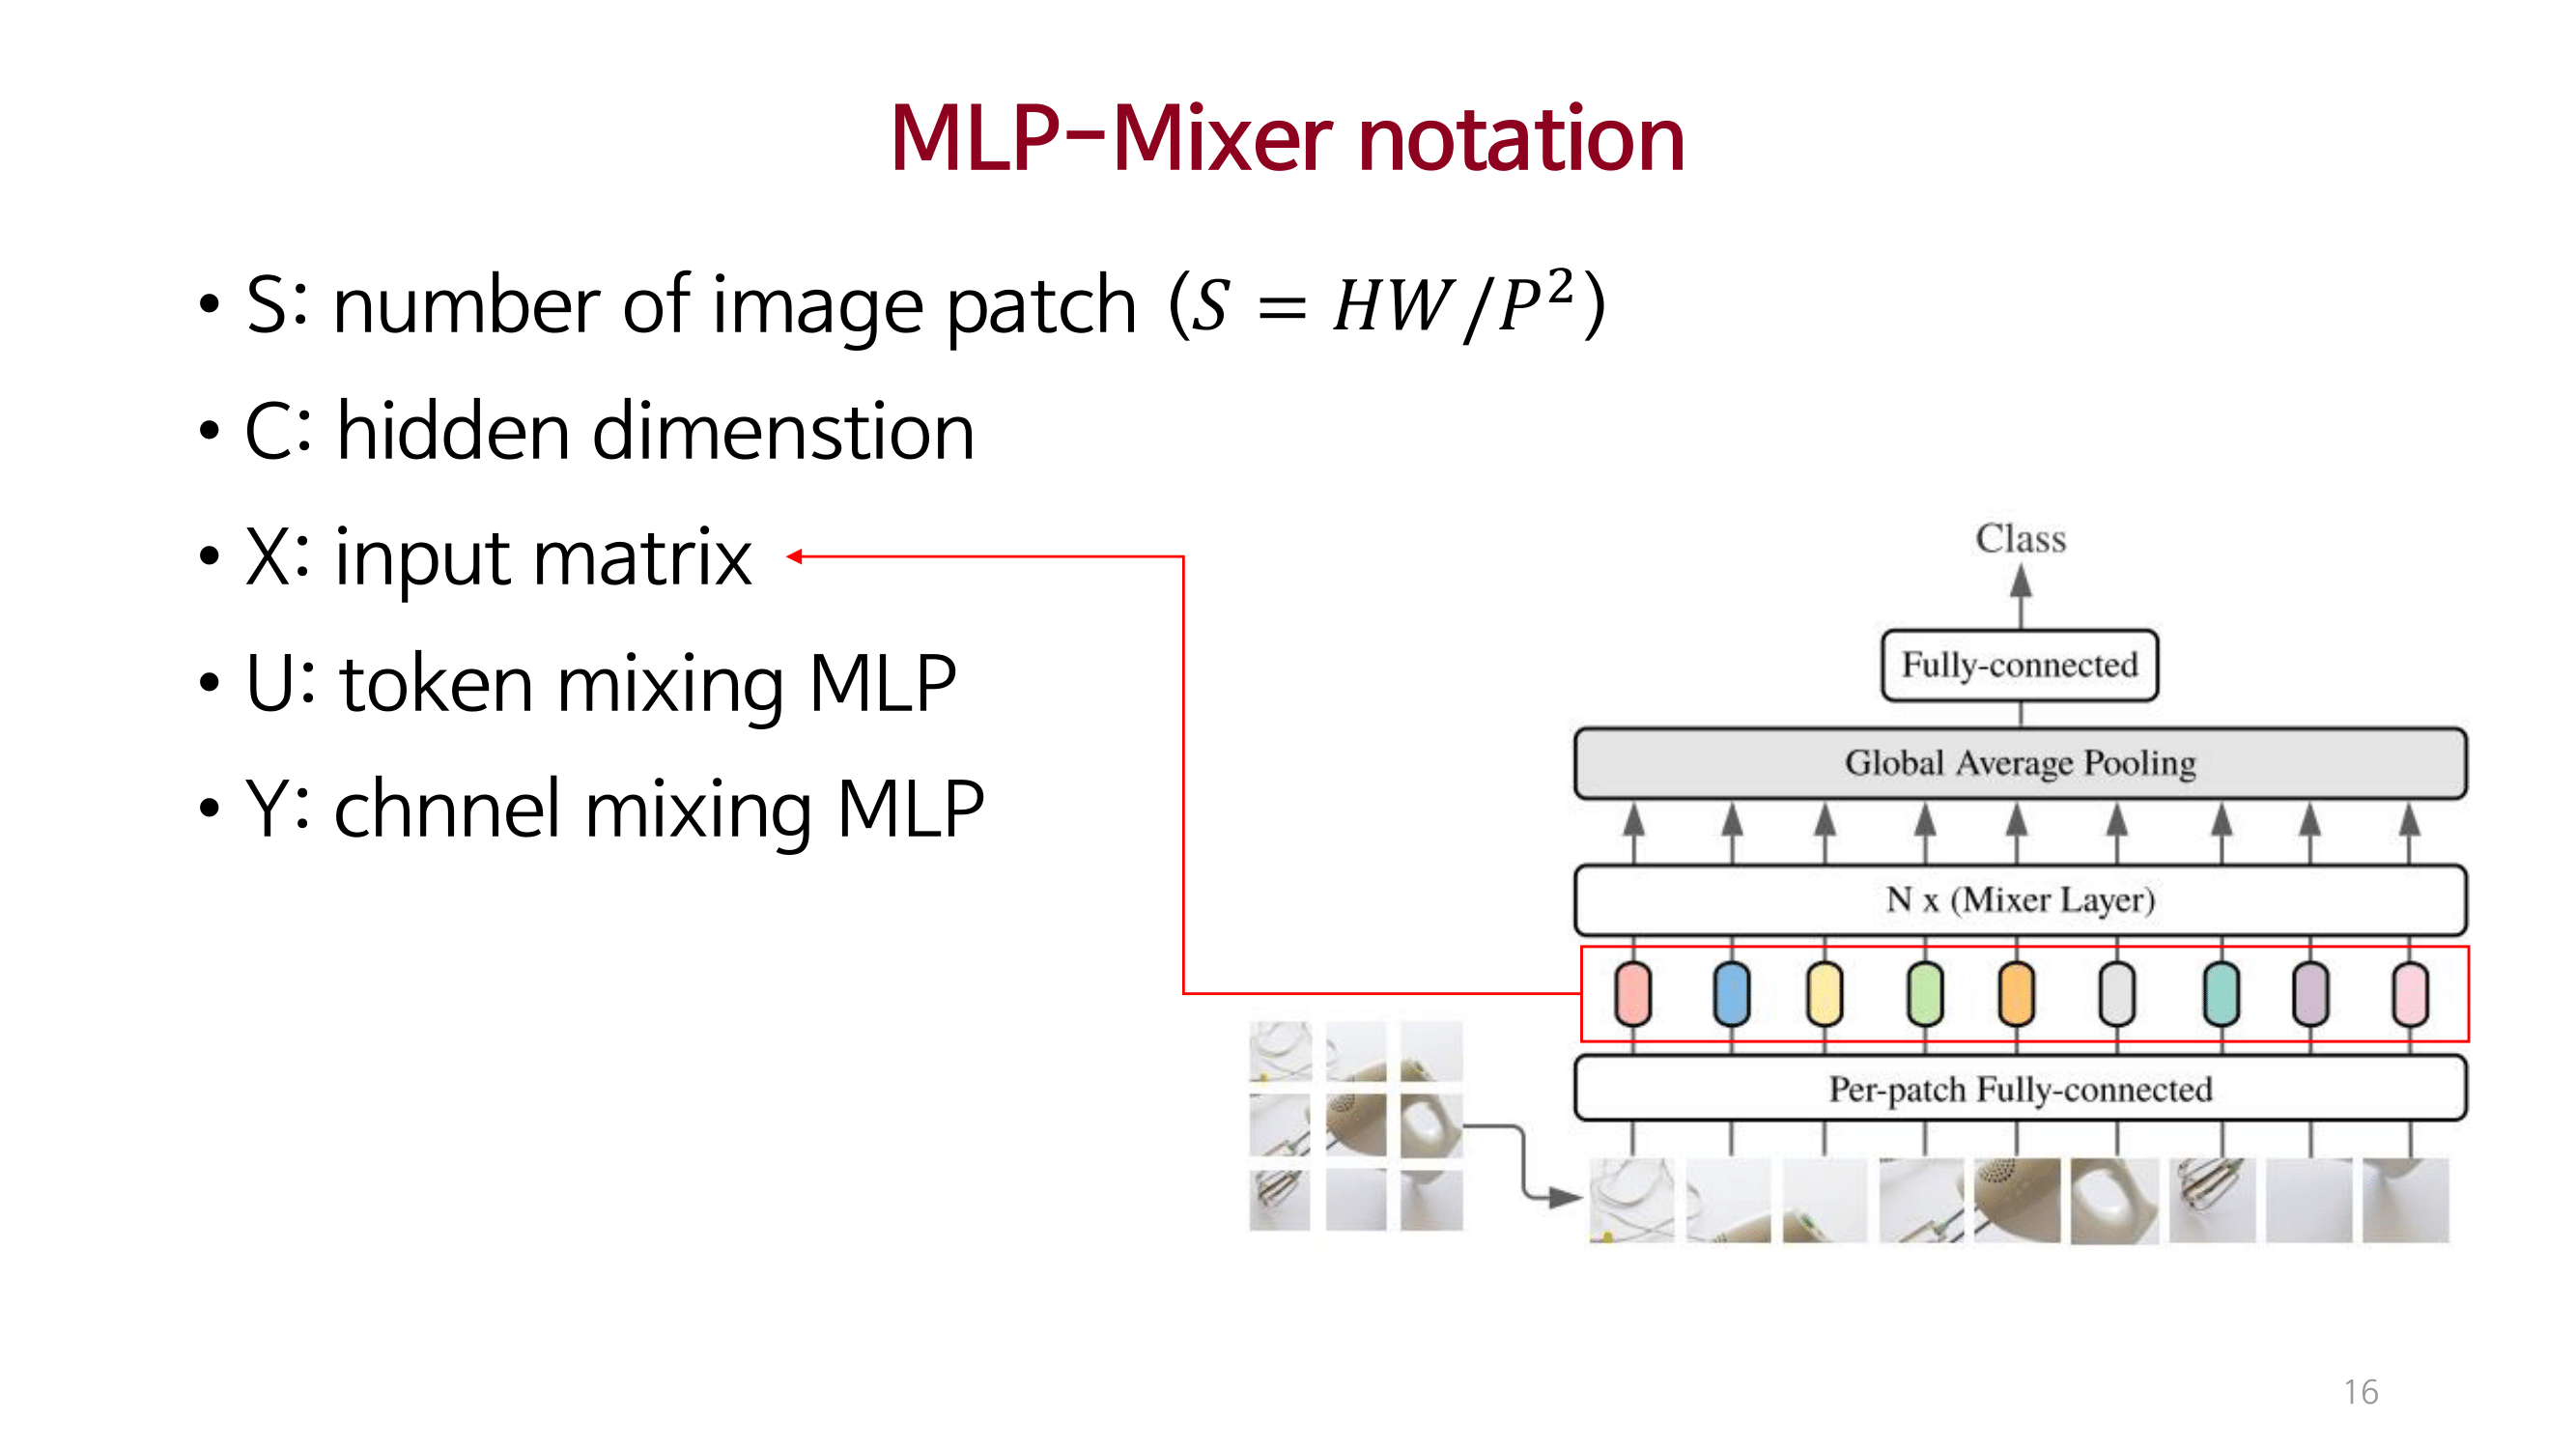 MLP-Mixer notation
• S: number of image patch (S = HW/P²)
• C: hidden dimenstion
• X: input matrix
• U: token mixing MLP
• Y: chnnel mixing MLP
Class
Fully-connected
Global Average Pooling
N x (Mixer Layer)
Per-patch Fully-connected
16